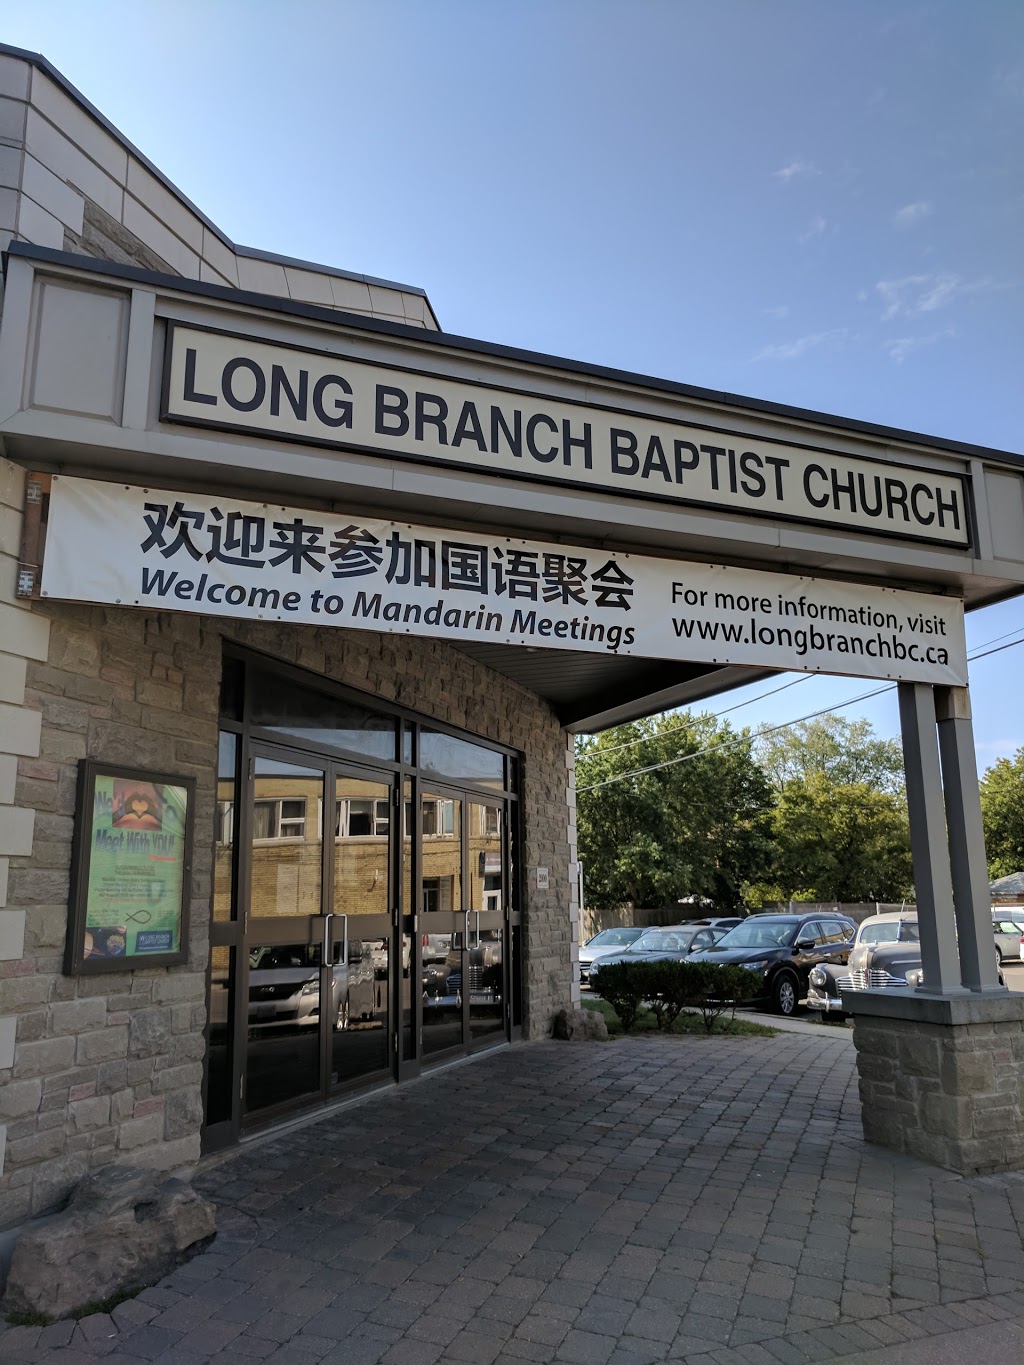 LONG BRANCH BAPTIST CHURCH
欢迎来参加国语聚会
Welcome to Mandarin Meetings
For more information, visit
www.longbranchbc.ca
Meet With YOU!